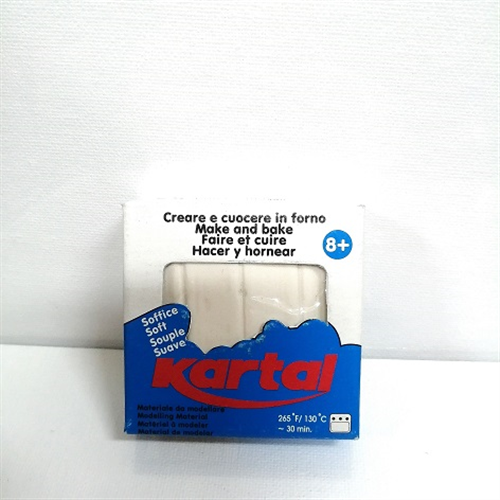 Creare e cuocere in forno
Make and bake
Faire et cuire
Hacer y hornear
8+
Soffice
Soft
Souple
Suave
Kartal
Materiale da modellare
Modelling Material
Matériel à modeler
Material de modelar
265°F/ 130°C
~ 30 min.